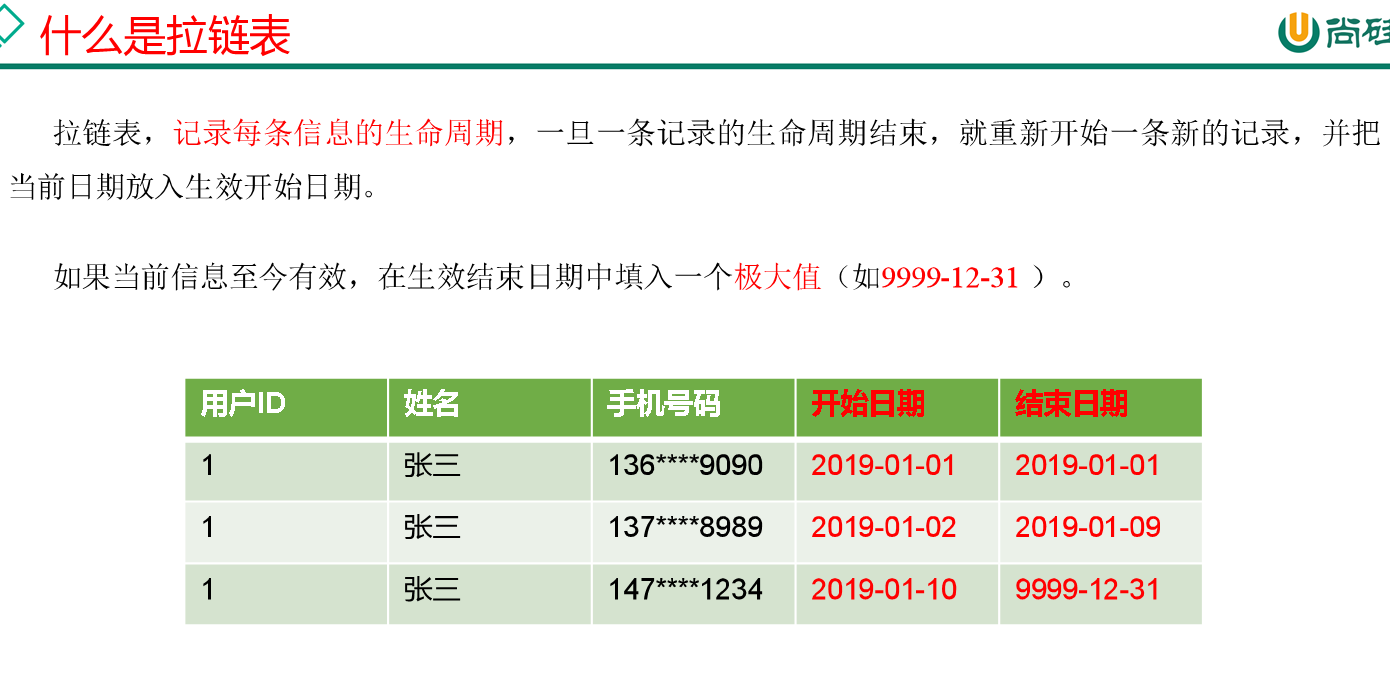 什么是拉链表
尚硅
拉链表，记录每条信息的生命周期，一旦一条记录的生命周期结束，就重新开始一条新的记录，并把
当前日期放入生效开始日期。
如果当前信息至今有效，在生效结束日期中填入一个极大值（如9999-12-31 ）。
用户ID 姓名 手机号码 开始日期 结束日期
1 张三 136****9090 2019-01-01 2019-01-01
1 张三 137****8989 2019-01-02 2019-01-09
1 张三 147****1234 2019-01-10 9999-12-31